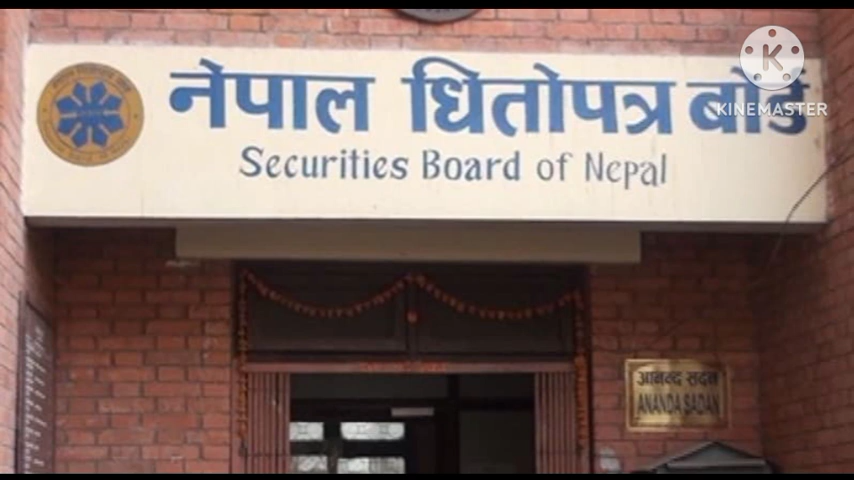 नेपाल धितोपत्र बोर्ड
Securities Board of Nepal
KINEMASTER
आनन्द सदन
ANANDA SADAN